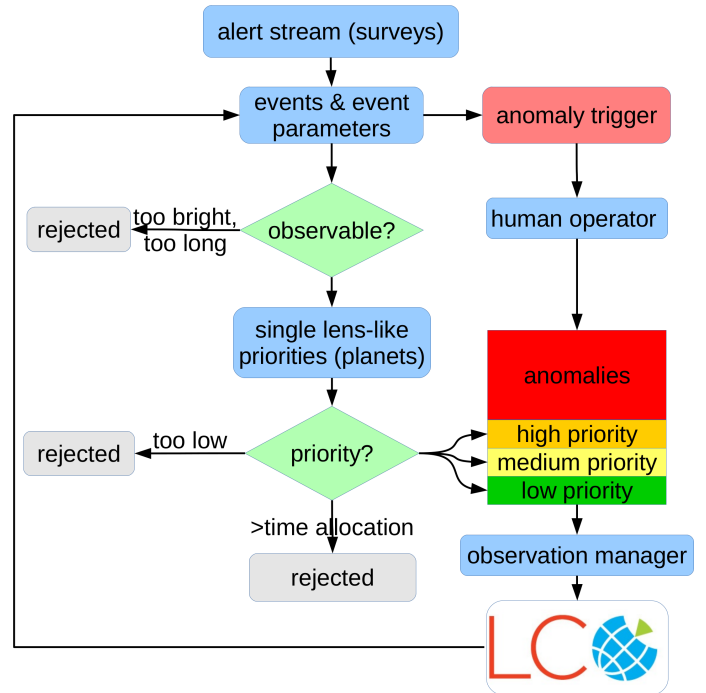 alert stream (surveys)
events & event
parameters
anomaly trigger
too bright,
too long
rejected
observable?
human operator
single lens-like
priorities (planets)
anomalies
high priority
medium priority
low priority
too low
rejected
priority?
>time allocation
rejected
observation manager
LCO